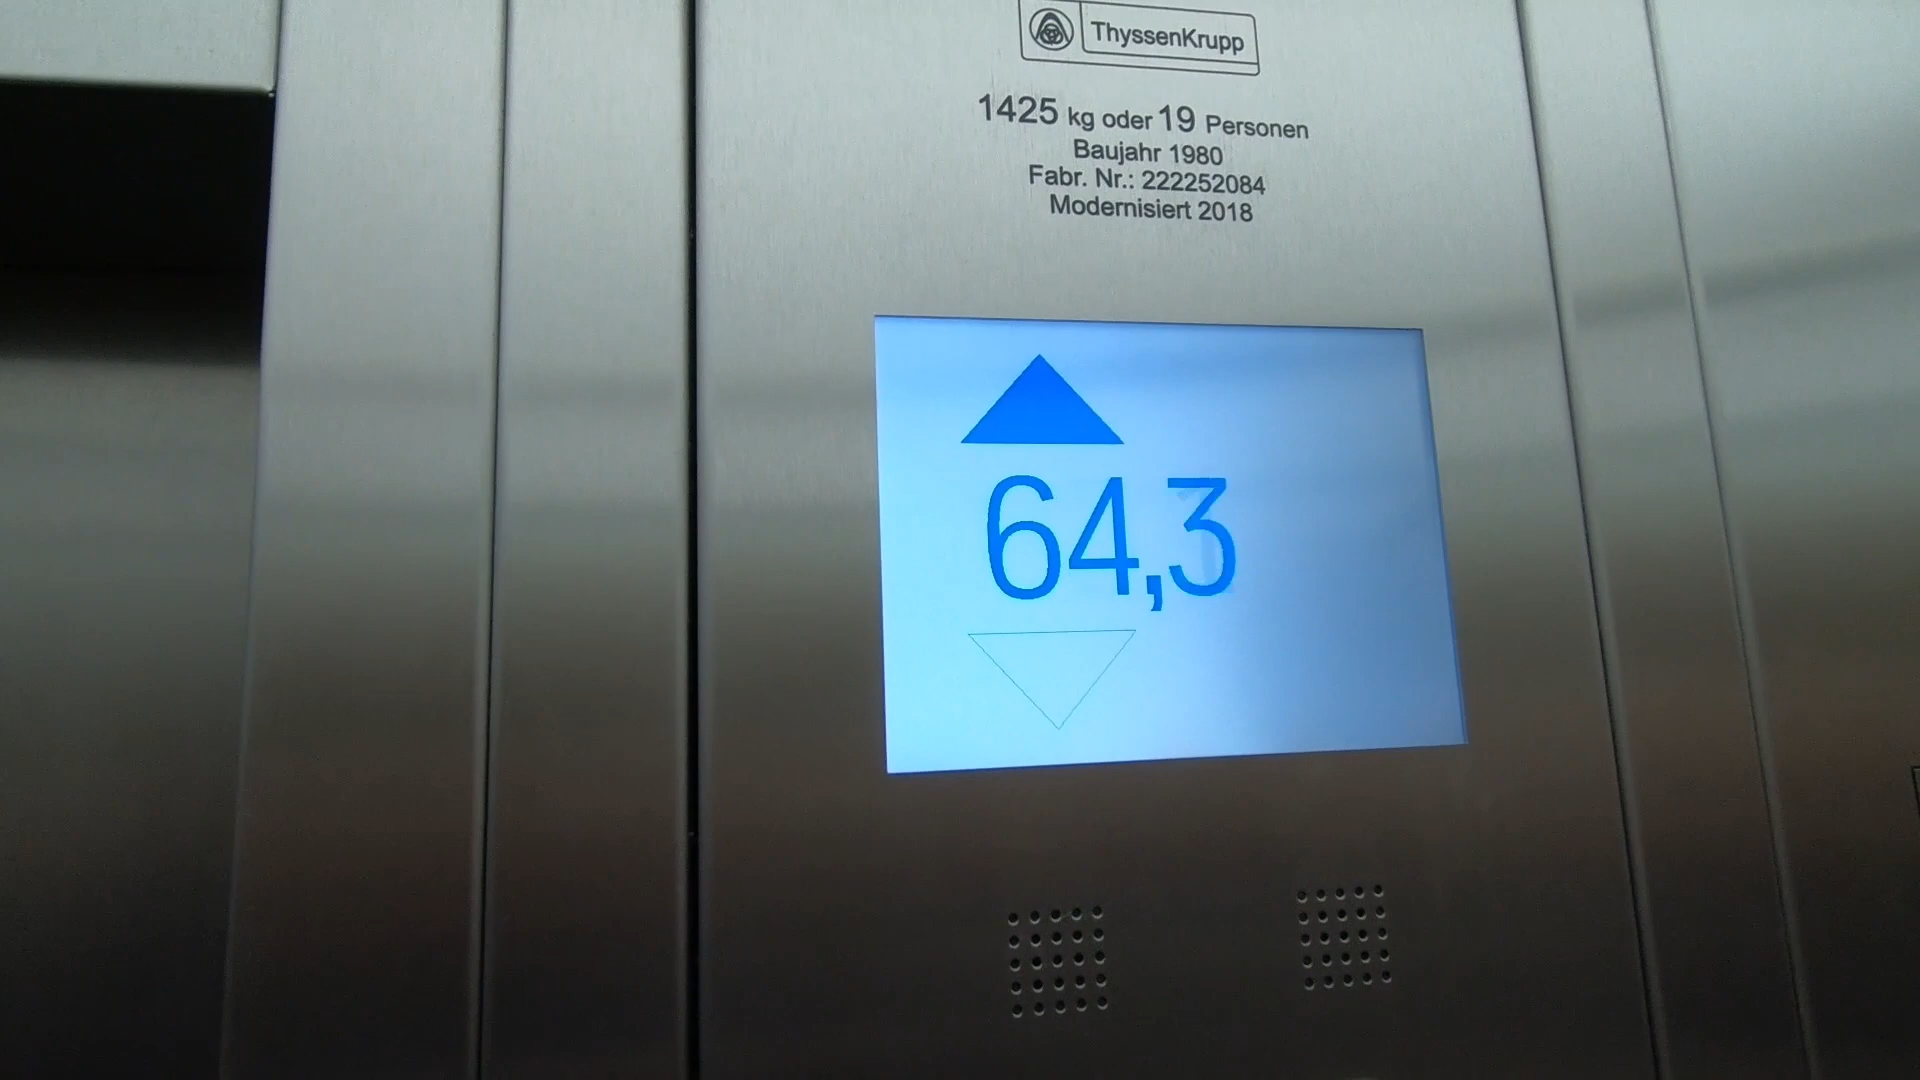 ThyssenKrupp
1425 kg oder 19 Personen
Baujahr 1980
Fabr. Nr.: 222252084
Modernisiert 2018
64,3